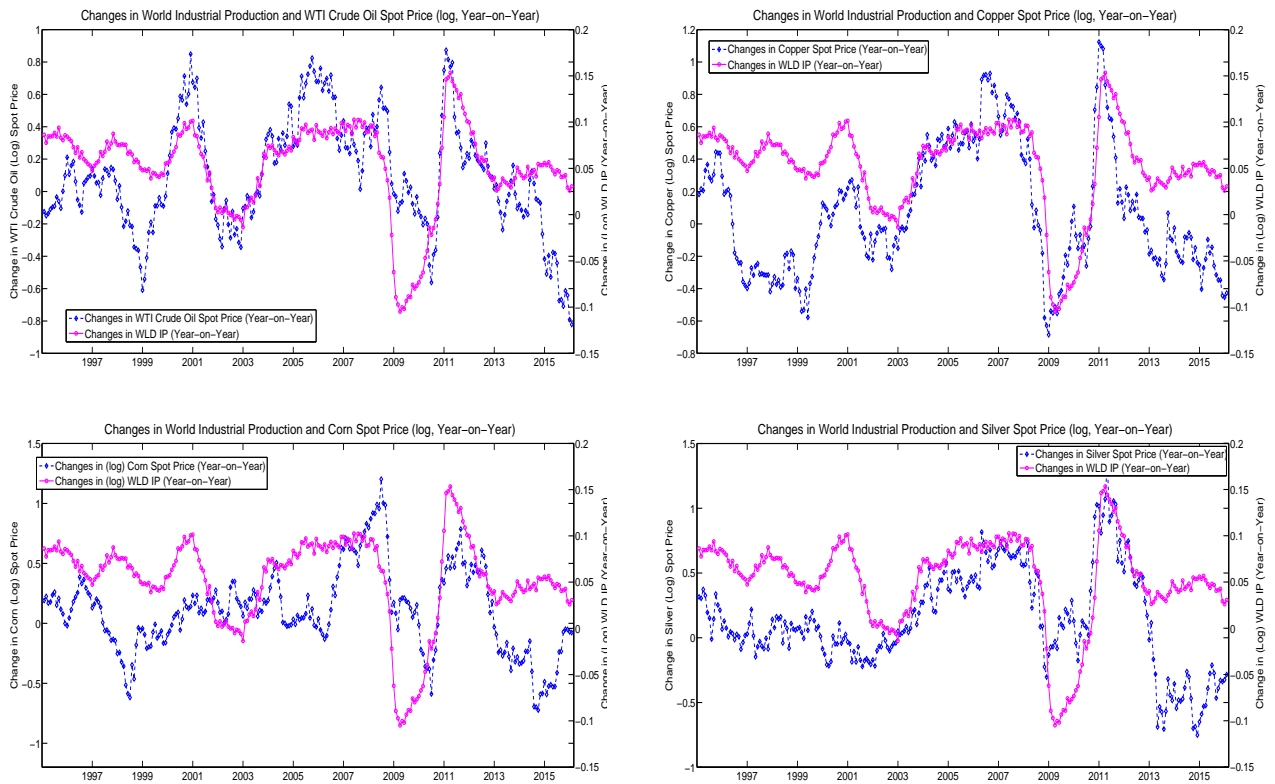 Changes in World Industrial Production and WTI Crude Oil Spot Price (log, Year−on−Year)
Change in WTI Crude Oil (Log) Spot Price
1
0.8
0.6
0.4
0.2
0
−0.2
−0.4
−0.6
−0.8
−1
Changes in WTI Crude Oil Spot Price (Year−on−Year)
Changes in WLD IP (Year−on−Year)
1997 1999 2001 2003 2005 2007 2009 2011 2013 2015
0.2
0.15
0.1
0.05
0
−0.05
−0.1
−0.15
Change in (Log) WLD IP (Year−on−Year)
Changes in World Industrial Production and Copper Spot Price (log, Year−on−Year)
Change in Copper (Log) Spot Price
1.2
1
0.8
0.6
0.4
0.2
0
−0.2
−0.4
−0.6
−0.8
Changes in Copper Spot Price (Year−on−Year)
Changes in WLD IP (Year−on−Year)
1997 1999 2001 2003 2005 2007 2009 2011 2013 2015
0.2
0.15
0.1
0.05
0
−0.05
−0.1
−0.15
Change in (Log) WLD IP (Year−on−Year)
Changes in World Industrial Production and Corn Spot Price (log, Year−on−Year)
Change in Corn (Log) Spot Price
1.5
1
0.5
0
−0.5
−1
Changes in (log) Corn Spot Price (Year−on−Year)
Changes in (log) WLD IP (Year−on−Year)
1997 1999 2001 2003 2005 2007 2009 2011 2013 2015
0.2
0.15
0.1
0.05
0
−0.05
−0.1
−0.15
Change in (Log) WLD IP (Year−on−Year)
Changes in World Industrial Production and Silver Spot Price (log, Year−on−Year)
Change in Silver (Log) Spot Price
1.5
1
0.5
0
−0.5
−1
Changes in Silver Spot Price (Year−on−Year)
Changes in WLD IP (Year−on−Year)
1997 1999 2001 2003 2005 2007 2009 2011 2013 2015
0.2
0.15
0.1
0.05
0
−0.05
−0.1
−0.15
Change in (Log) WLD IP (Year−on−Year)